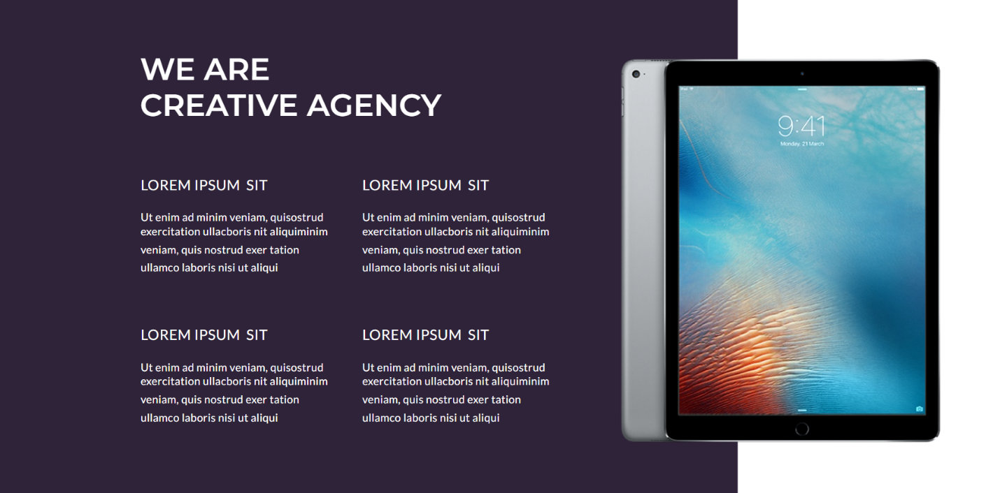 WE ARE
CREATIVE AGENCY
LOREM IPSUM SIT
Ut enim ad minim veniam, quisostrud
exercitation ullacboris nit aliquiminim
veniam, quis nostrud exer tation
ullamco laboris nisi ut aliqui
LOREM IPSUM SIT
Ut enim ad minim veniam, quisostrud
exercitation ullacboris nit aliquiminim
veniam, quis nostrud exer tation
ullamco laboris nisi ut aliqui
LOREM IPSUM SIT
Ut enim ad minim veniam, quisostrud
exercitation ullacboris nit aliquiminim
veniam, quis nostrud exer tation
ullamco laboris nisi ut aliqui
LOREM IPSUM SIT
Ut enim ad minim veniam, quisostrud
exercitation ullacboris nit aliquiminim
veniam, quis nostrud exer tation
ullamco laboris nisi ut aliqui
iPad
9:41
Monday, 21 March